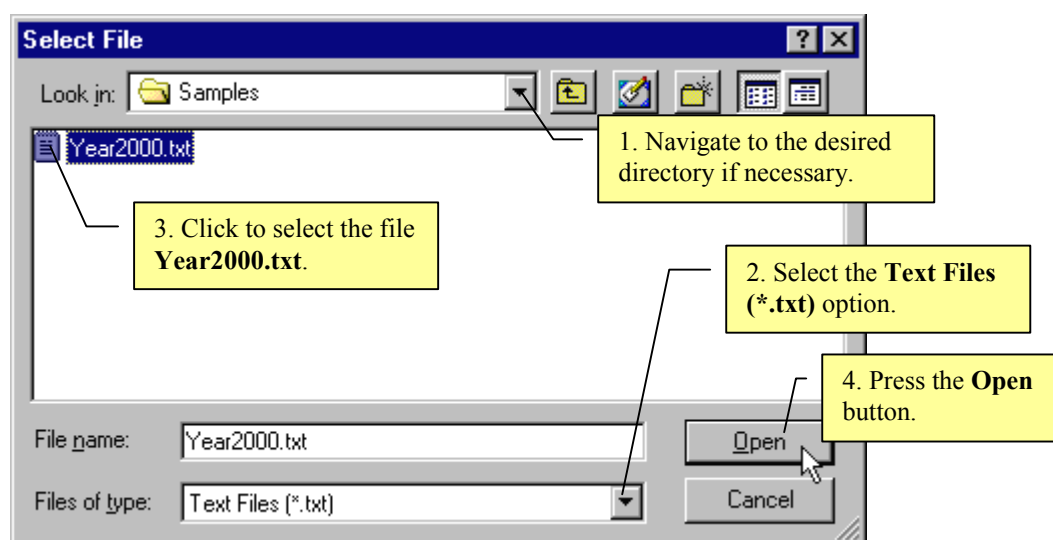 Select File
Look in: Samples
Year2000.txt
1. Navigate to the desired
directory if necessary.
3. Click to select the file
Year2000.txt.
2. Select the Text Files
(*.txt) option.
4. Press the Open
button.
File name: Year2000.txt Open
Files of type: Text Files (*.txt) Cancel